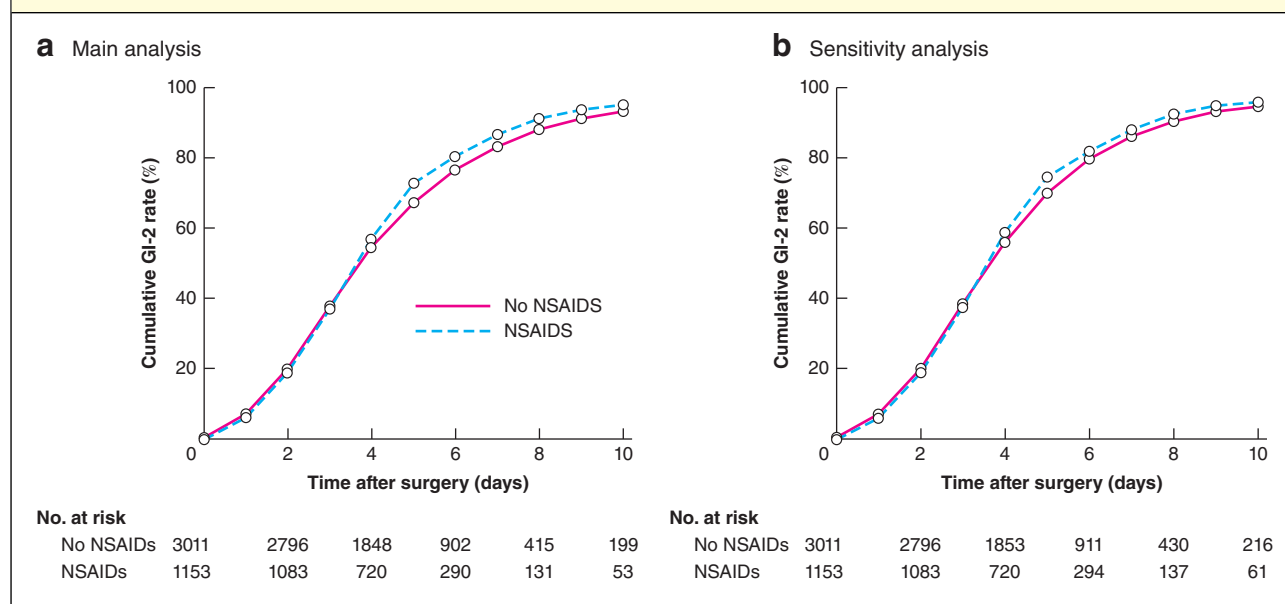 a Main analysis
100
80
60
40
20
0
2
4
6
8
10
Cumulative GI-2 rate (%)
No NSAIDS
NSAIDS
Time after surgery (days)
No. at risk
No NSAIDs 3011 2796 1848 902 415 199
NSAIDs 1153 1083 720 290 131 53
b Sensitivity analysis
100
80
60
40
20
0
2
4
6
8
10
Cumulative GI-2 rate (%)
Time after surgery (days)
No. at risk
No NSAIDs 3011 2796 1853 911 430 216
NSAIDs 1153 1083 720 294 137 61